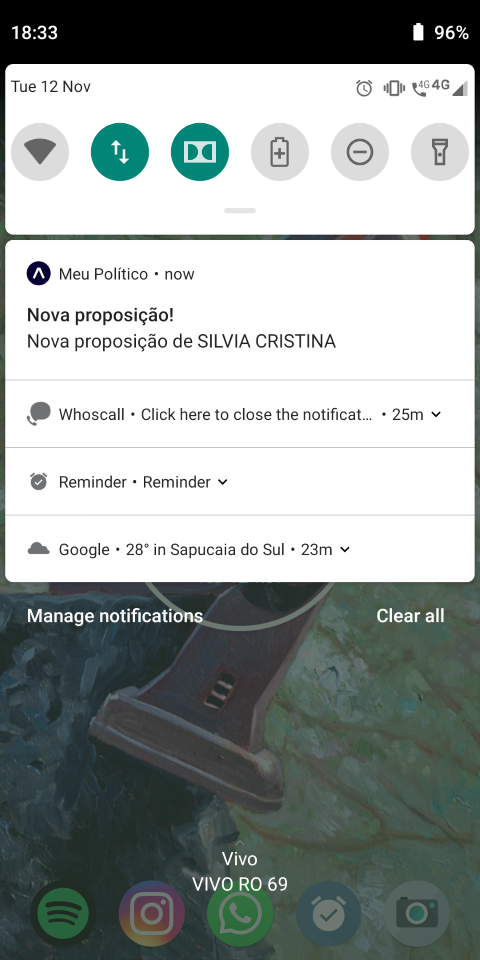 18:33
96%
Tue 12 Nov
4G 4G
Meu Político • now
Nova proposição!
Nova proposição de SILVIA CRISTINA
Whoscall • Click here to close the notificat… • 25m
Reminder • Reminder
Google • 28° in Sapucaia do Sul • 23m
Manage notifications
Clear all
Vivo
VIVO RO 69